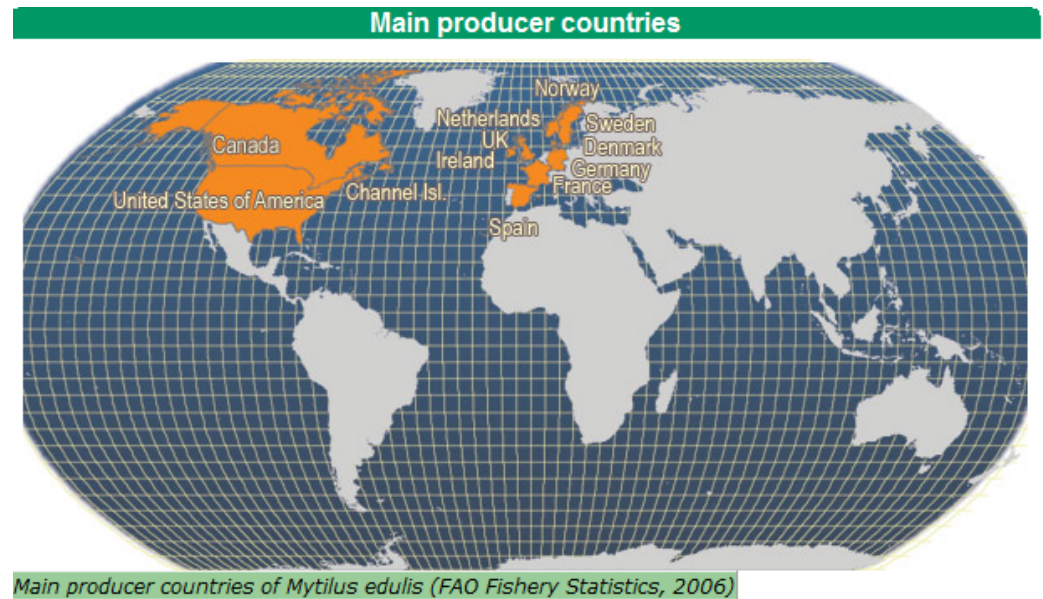 Main producer countries
Norway
Netherlands
Sweden
UK
Denmark
Canada
Ireland
Germany
France
Channel Isl.
United States of America
Spain
Main producer countries of Mytilus edulis (FAO Fishery Statistics, 2006)